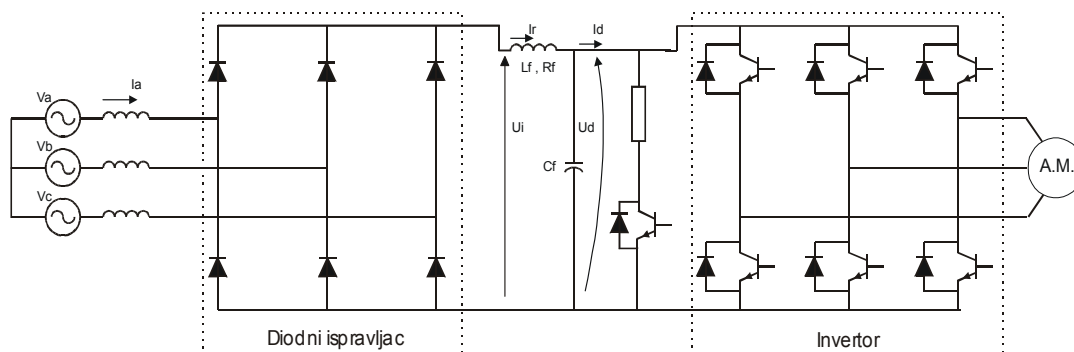 Va
Ia
Vb
Vc
Ir
Id
Lf , Rf
Ui
Ud
Cf
A.M.
Diodni ispravljac
Invertor